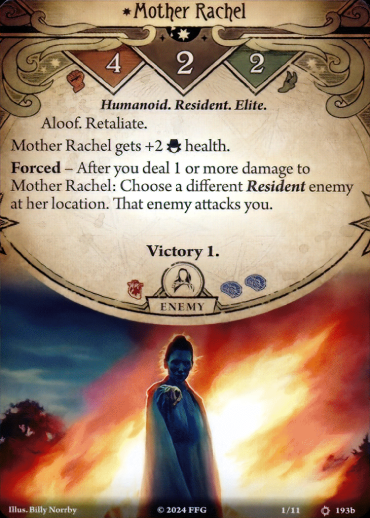 Mother Rachel
4 2 2
Humanoid. Resident. Elite.
Aloof. Retaliate.
Mother Rachel gets +2 health.
Forced – After you deal 1 or more damage to
Mother Rachel: Choose a different Resident enemy
at her location. That enemy attacks you.
Victory 1.
ENEMY
Illus. Billy Norrby © 2024 FFG 1/11 193b